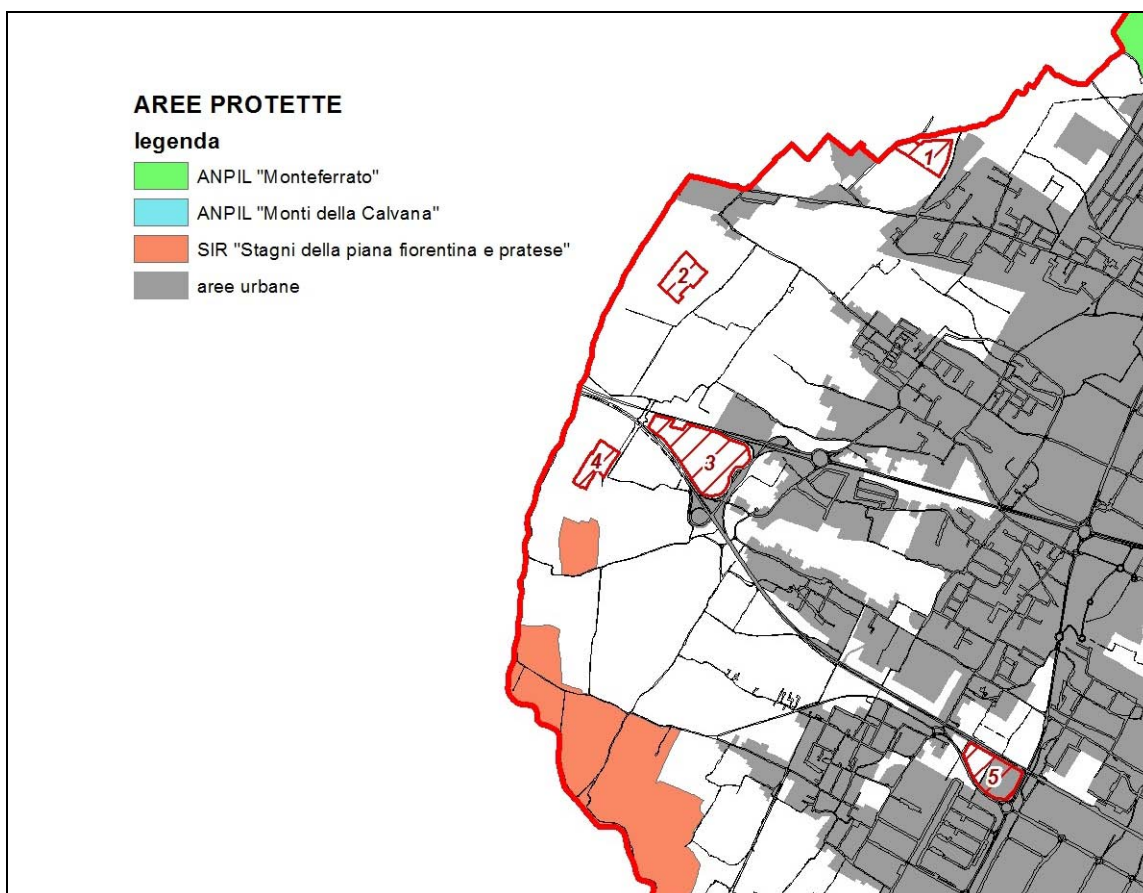 AREE PROTETTE
legenda
ANPIL "Monteferrato"
ANPIL "Monti della Calvana"
SIR "Stagni della piana fiorentina e pratese"
aree urbane
1
2
3
4
5